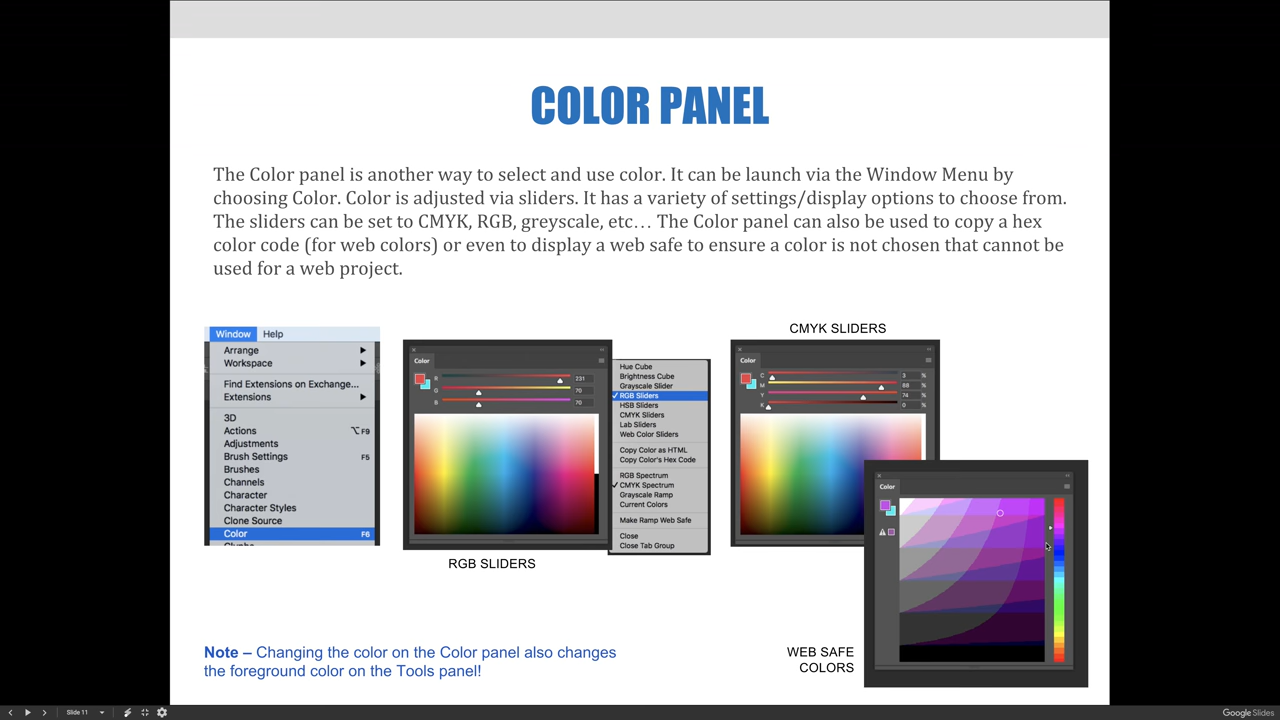 COLOR PANEL
The Color panel is another way to select and use color. It can be launch via the Window Menu by
choosing Color. Color is adjusted via sliders. It has a variety of settings/display options to choose from.
The sliders can be set to CMYK, RGB, greyscale, etc… The Color panel can also be used to copy a hex
color code (for web colors) or even to display a web safe to ensure a color is not chosen that cannot be
used for a web project.
Window Help
Arrange
Workspace
Find Extensions on Exchange...
Extensions
3D
Actions ⌥F9
Adjustments
Brush Settings F5
Brushes
Channels
Character
Character Styles
Clone Source
Color F6
Color
R 231
G 70
B 70
RGB SLIDERS
Hue Cube
Brightness Cube
Grayscale Slider
✓ RGB Sliders
HSB Sliders
CMYK Sliders
Lab Sliders
Web Color Sliders
Copy Color as HTML
Copy Color's Hex Code
RGB Spectrum
✓ CMYK Spectrum
Grayscale Ramp
Current Colors
Make Ramp Web Safe
Close
Close Tab Group
CMYK SLIDERS
Color
C 3 %
M 88 %
Y 74 %
K 0 %
Color
WEB SAFE
COLORS
Note – Changing the color on the Color panel also changes
the foreground color on the Tools panel!
Slide 11
Google Slides